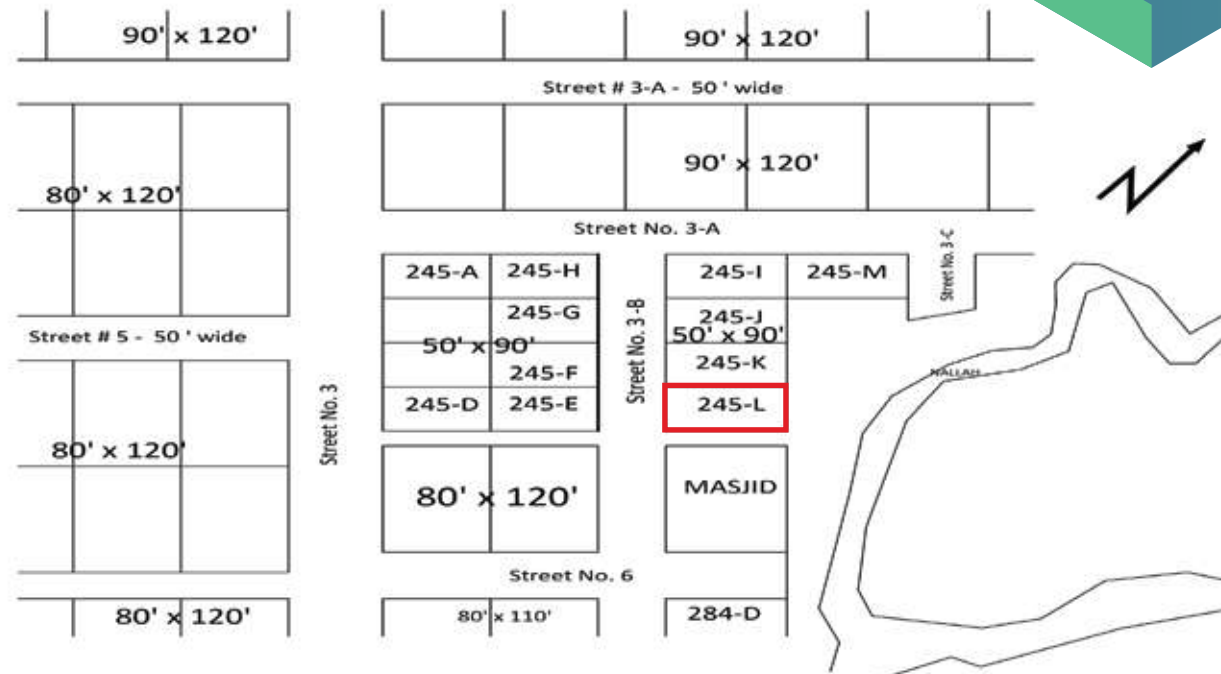 90' x 120'
90' x 120'
Street # 3-A - 50 ' wide
90' x 120'
80' x 120'
Street No. 3-A
Street No. 3-C
245-A
245-H
245-I
245-M
245-G
245-J
Street # 5 - 50 ' wide
50' x 90'
Street No. 3 -B
50' x 90'
245-F
245-K
NALLAH
245-D
245-E
245-L
Street No. 3
80' x 120'
80' x 120'
MASJID
Street No. 6
80' x 120'
80' x 110'
284-D